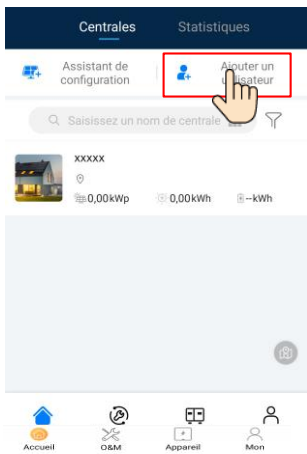 Centrales Statistiques
Assistant de configuration
Ajouter un utilisateur
Saisissez un nom de centrale
xxxxx
0,00kWp 0,00kWh --kWh
Accueil O&M Appareil Mon